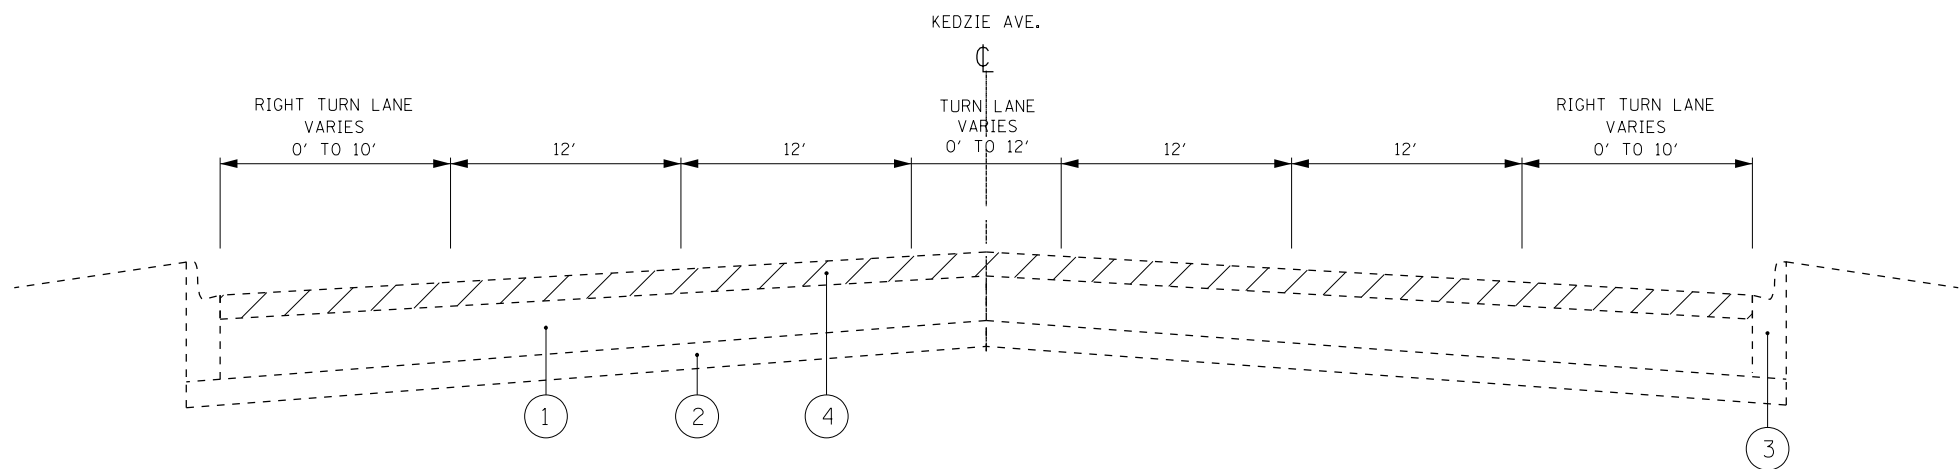 KEDZIE AVE.
℄
RIGHT TURN LANE
VARIES
0' TO 10'
12'
12'
TURN LANE
VARIES
0' TO 12'
12'
12'
RIGHT TURN LANE
VARIES
0' TO 10'
1
2
4
3